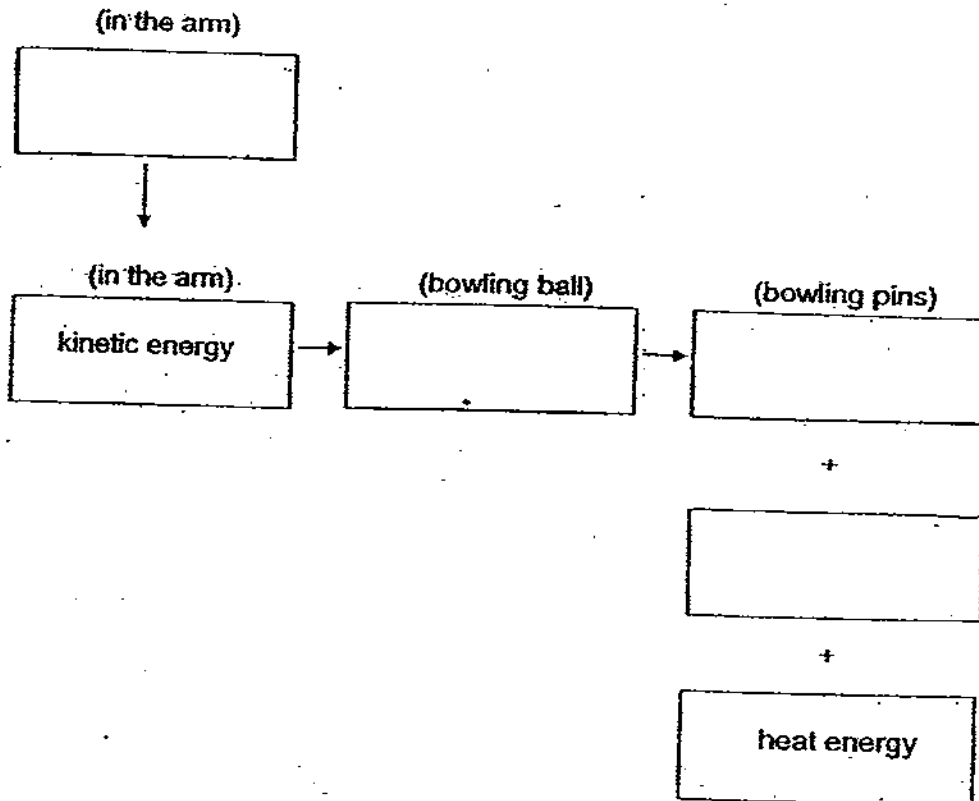 (in the arm)
(in the arm)
(bowling ball)
(bowling pins)
kinetic energy
+
+
heat energy